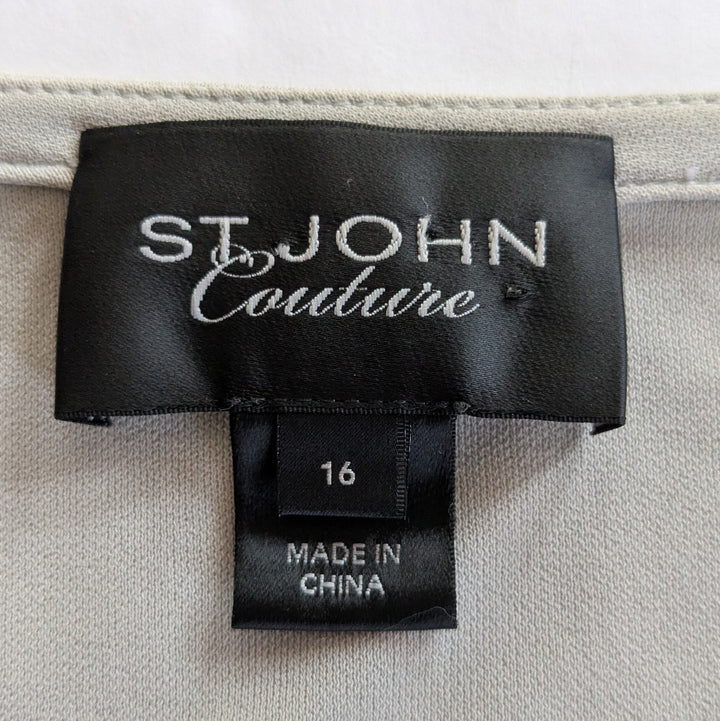 ST. JOHN
Couture
16
MADE IN
CHINA